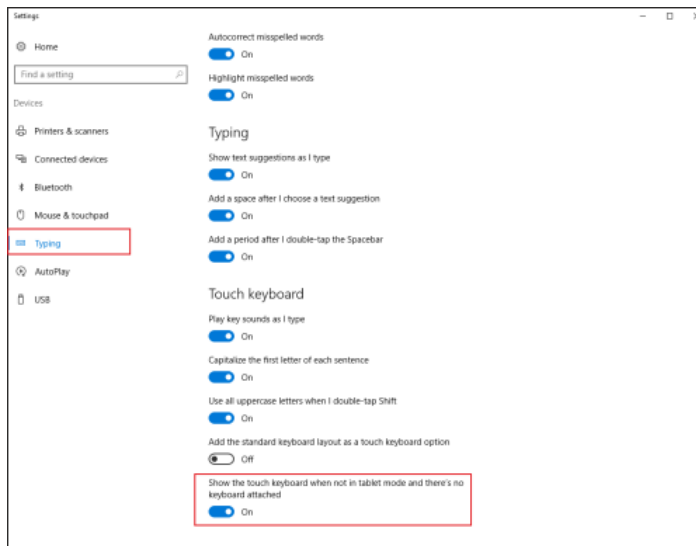 Settings
Home
Find a setting
Devices
Printers & scanners
Connected devices
Bluetooth
Mouse & touchpad
Typing
AutoPlay
USB
Autocorrect misspelled words
On
Highlight misspelled words
On
Typing
Show text suggestions as I type
On
Add a space after I choose a text suggestion
On
Add a period after I double-tap the Spacebar
On
Touch keyboard
Play key sounds as I type
On
Capitalize the first letter of each sentence
On
Use all uppercase letters when I double-tap Shift
On
Add the standard keyboard layout as a touch keyboard option
Off
Show the touch keyboard when not in tablet mode and there's no
keyboard attached
On